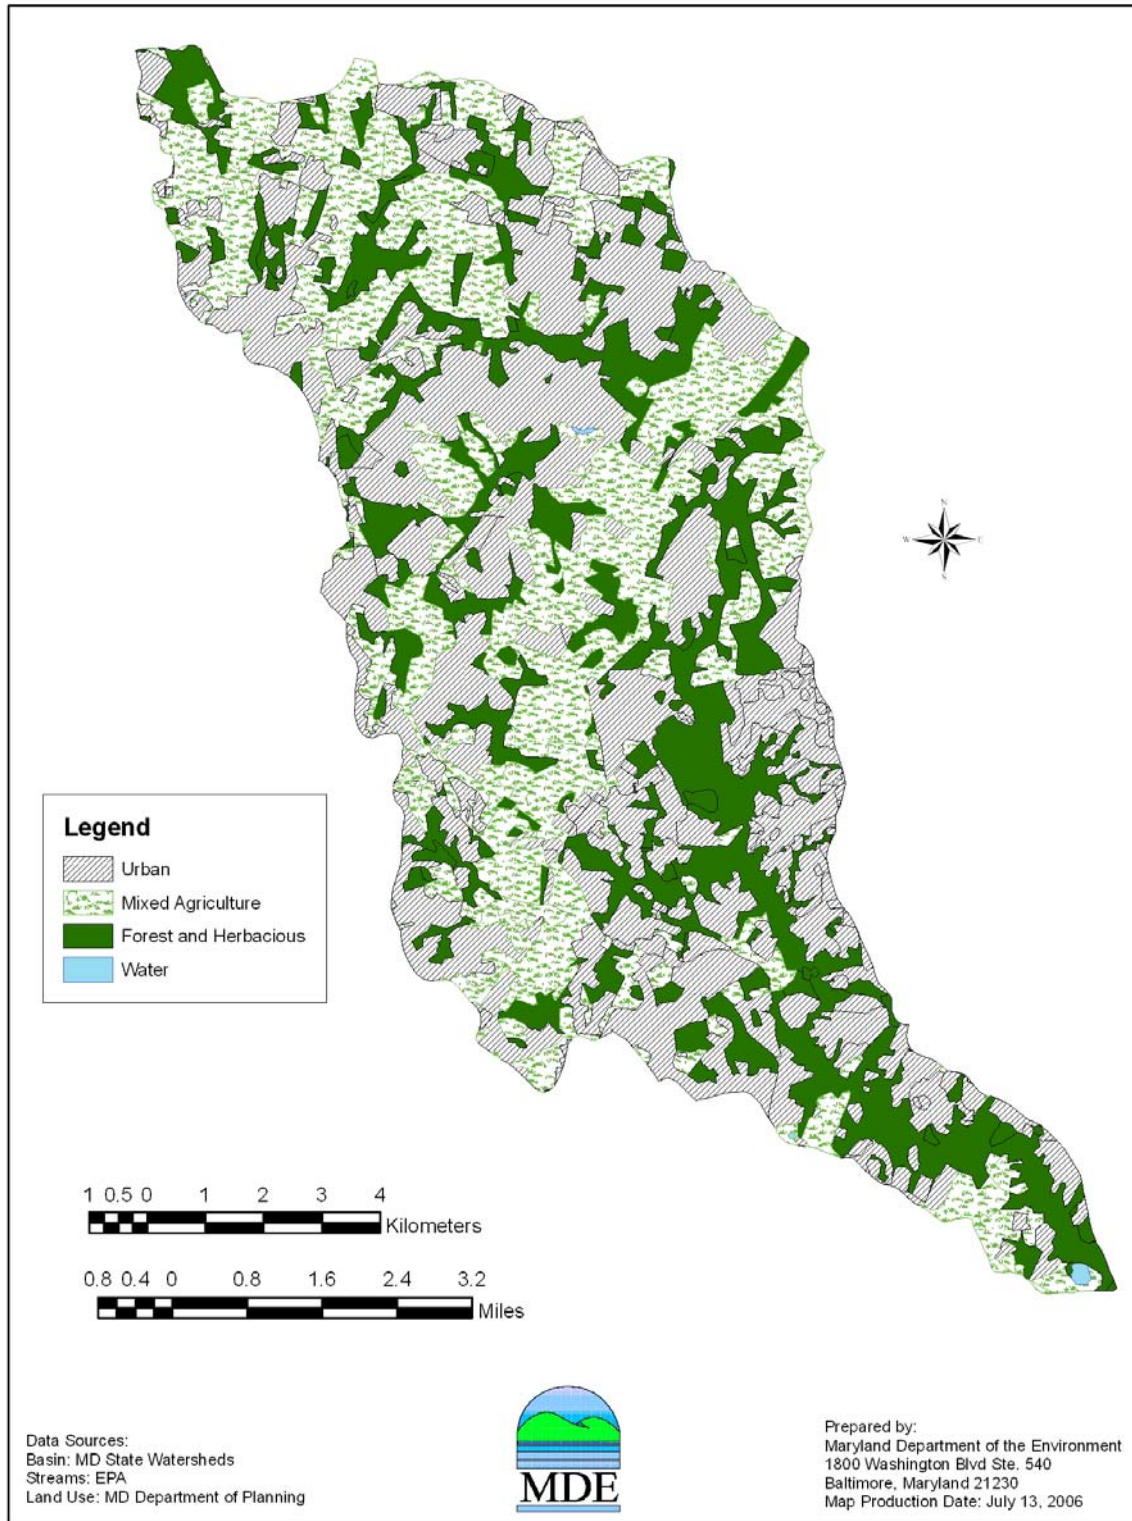 N
W E
S
Legend
Urban
Mixed Agriculture
Forest and Herbacious
Water
1 0.5 0 1 2 3 4
Kilometers
0.8 0.4 0 0.8 1.6 2.4 3.2
Miles
Data Sources:
Basin: MD State Watersheds
Streams: EPA
Land Use: MD Department of Planning
MDE
Prepared by:
Maryland Department of the Environment
1800 Washington Blvd Ste. 540
Baltimore, Maryland 21230
Map Production Date: July 13, 2006